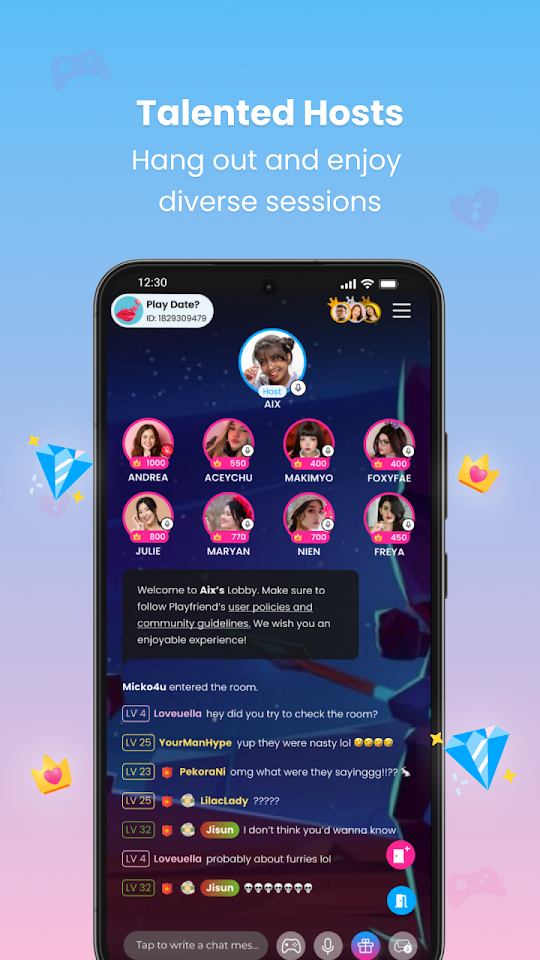 Talented Hosts
Hang out and enjoy
diverse sessions
12:30
Play Date?
ID: 1829309479
Host
AIX
1000 550 400 400
ANDREA ACEYCHU MAKIMYO FOXYFAE
800 770 700 450
JULIE MARYAN NIEN FREYA
Welcome to Aix's Lobby. Make sure to
follow Playfriend's user policies and
community guidelines. We wish you an
enjoyable experience!
Micko4u entered the room.
LV 4 Loveuella hey did you try to check the room?
LV 25 YourManHype yup they were nasty lol 🤣🤣🤣🤣
LV 23 PekoraNi omg what were they sayinggg!!??
LV 25 LilacLady ?????
LV 32 Jisun I don't think you'd wanna know
LV 4 Loveuella probably about furries lol
LV 32 Jisun 💀💀💀💀💀💀💀
Tap to write a chat mes...